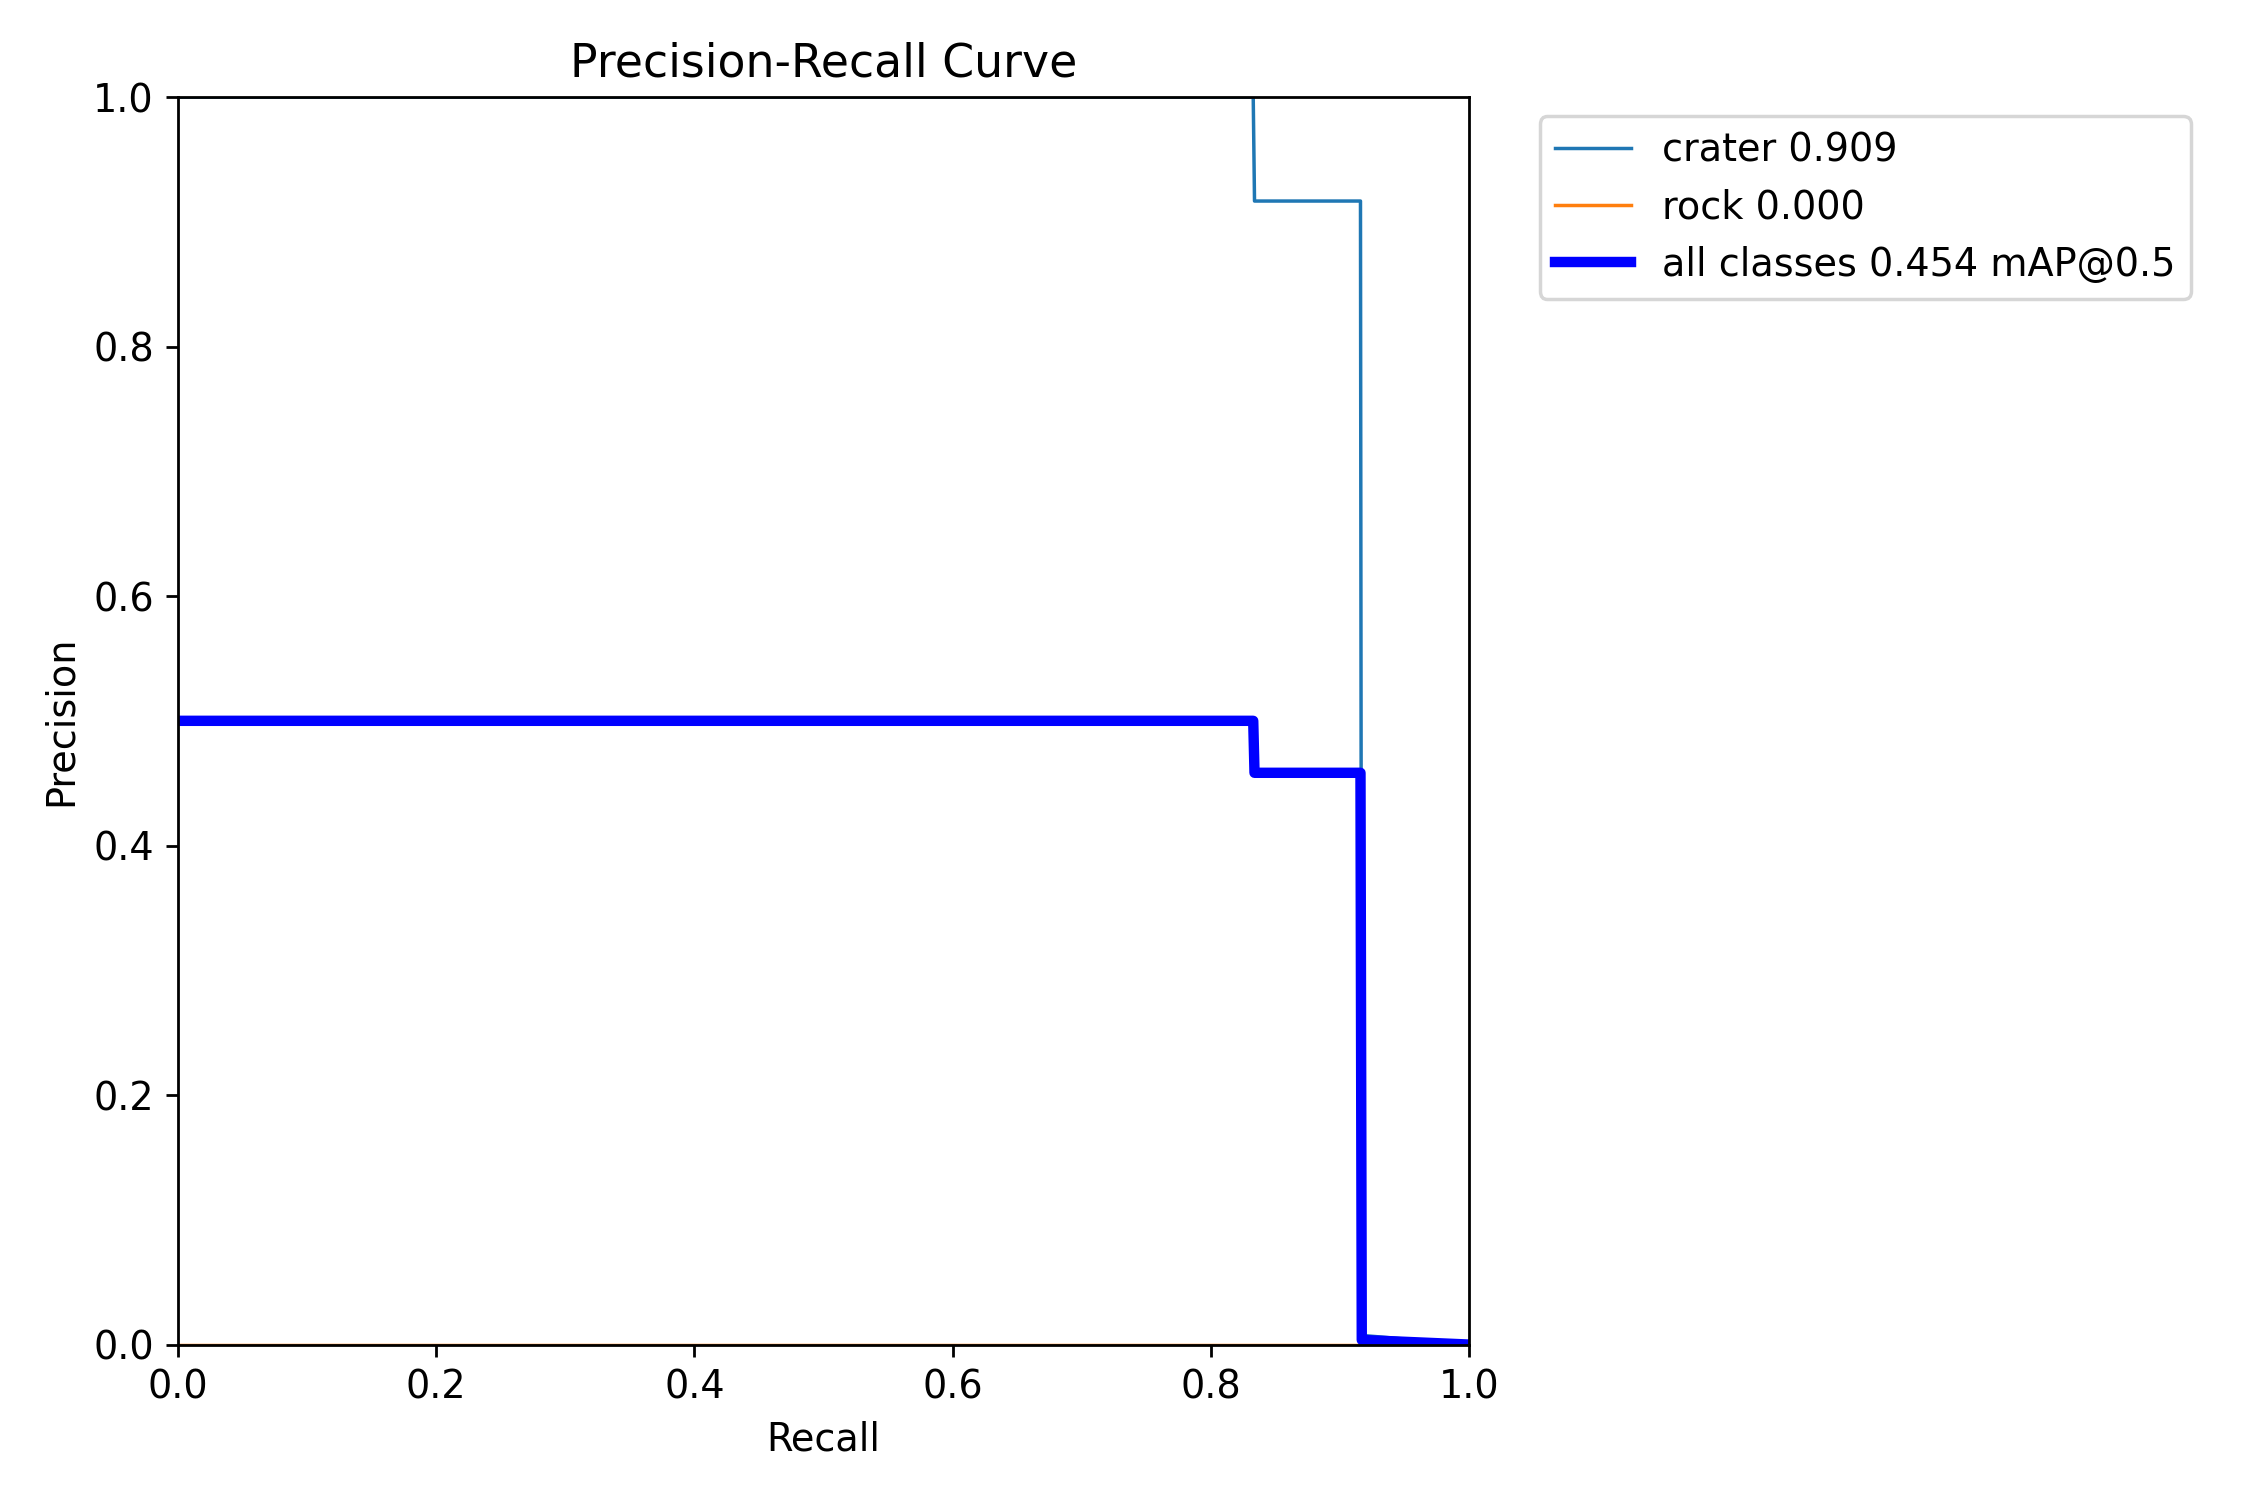 Precision-Recall Curve
1.0
0.8
0.6
0.4
0.2
0.0
Precision
0.0 0.2 0.4 0.6 0.8 1.0
Recall
crater 0.909
rock 0.000
all classes 0.454 mAP@0.5